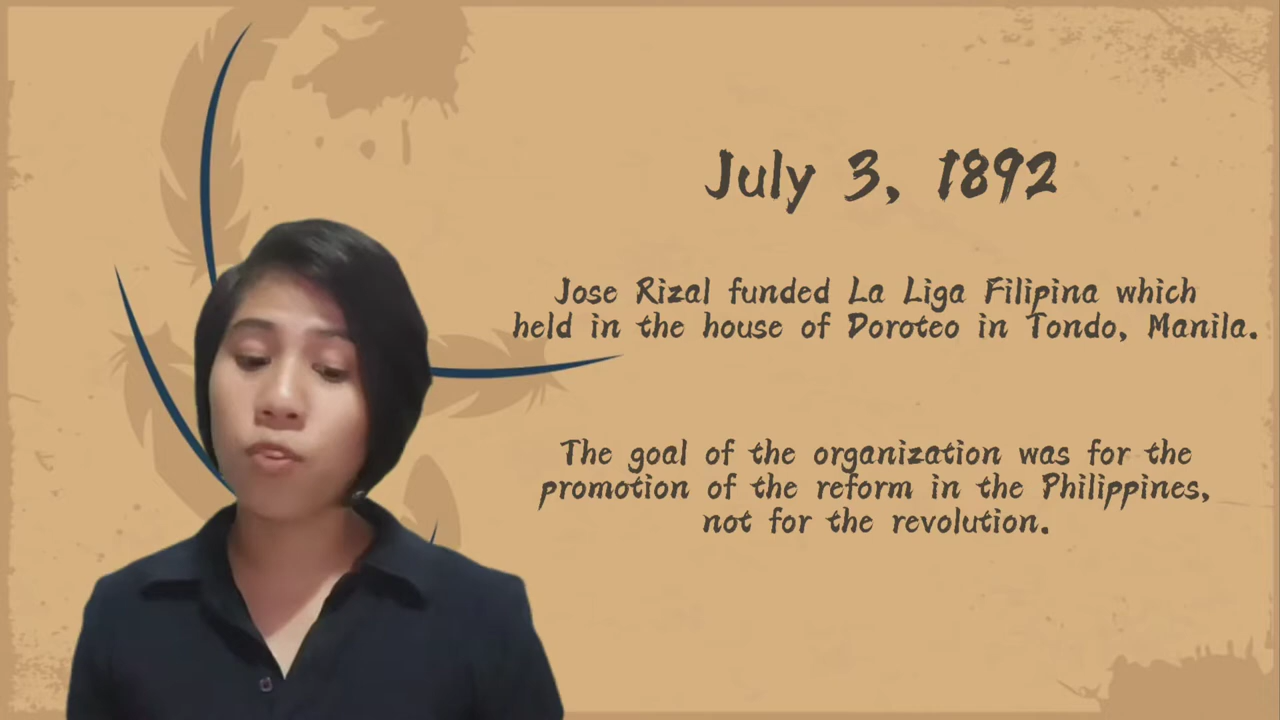 July 3, 1892
Jose Rizal funded La Liga Filipina which
held in the house of Doroteo in Tondo, Manila.
The goal of the organization was for the
promotion of the reform in the Philippines,
not for the revolution.